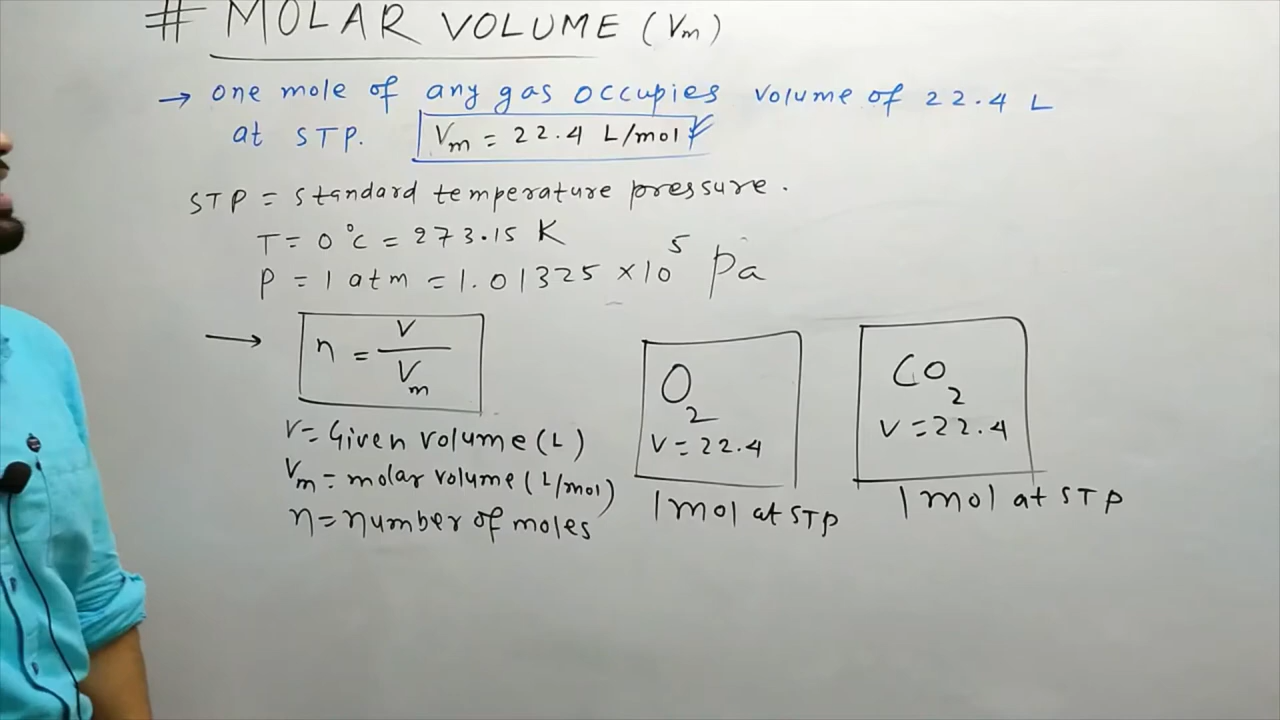 # MOLAR VOLUME (Vm)
→ one mole of any gas occupies volume of 22.4 L
at STP. Vm = 22.4 L/mol
STP = standard temperature pressure.
T = 0°C = 273.15 K
P = 1 atm = 1.01325 × 10⁵ Pa
→ n = V/Vm
V = Given volume (L)
Vm = molar volume (L/mol)
n = number of moles
O₂
V = 22.4
1 mol at STP
CO₂
V = 22.4
1 mol at STP